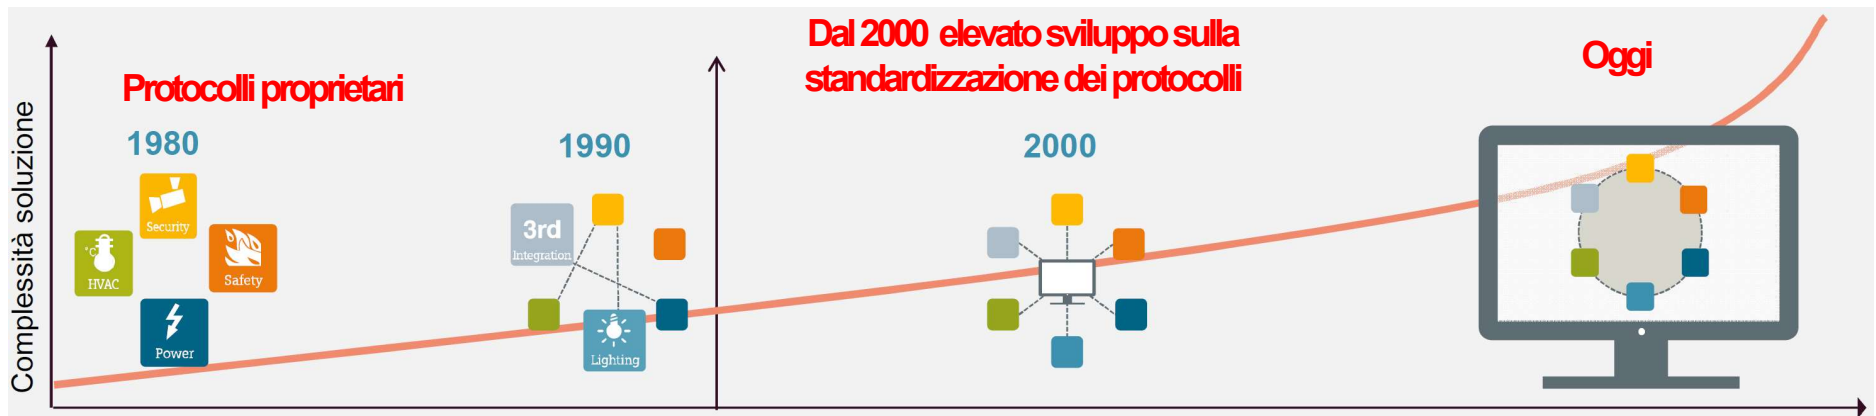 Complessità soluzione
Protocolli proprietari
1980
Security
HVAC
Safety
Power
1990
3rd
Integration
Lighting
Dal 2000 elevato sviluppo sulla
standardizzazione dei protocolli
2000
Oggi